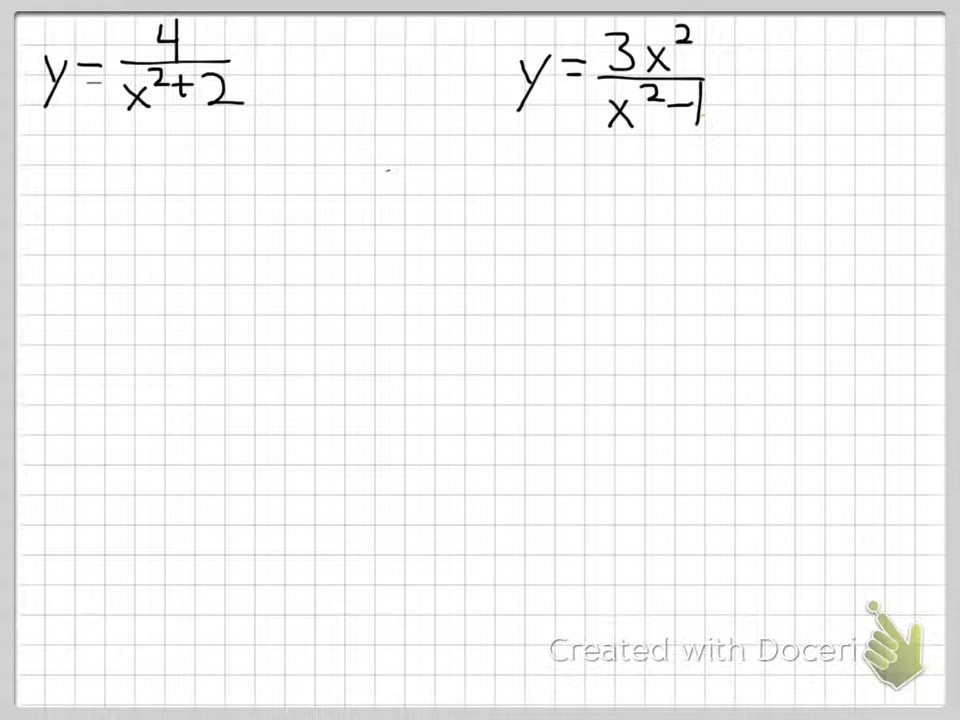 y = 4/(x² + 2)
y = 3x²/(x² - 1)
Created with Doceri